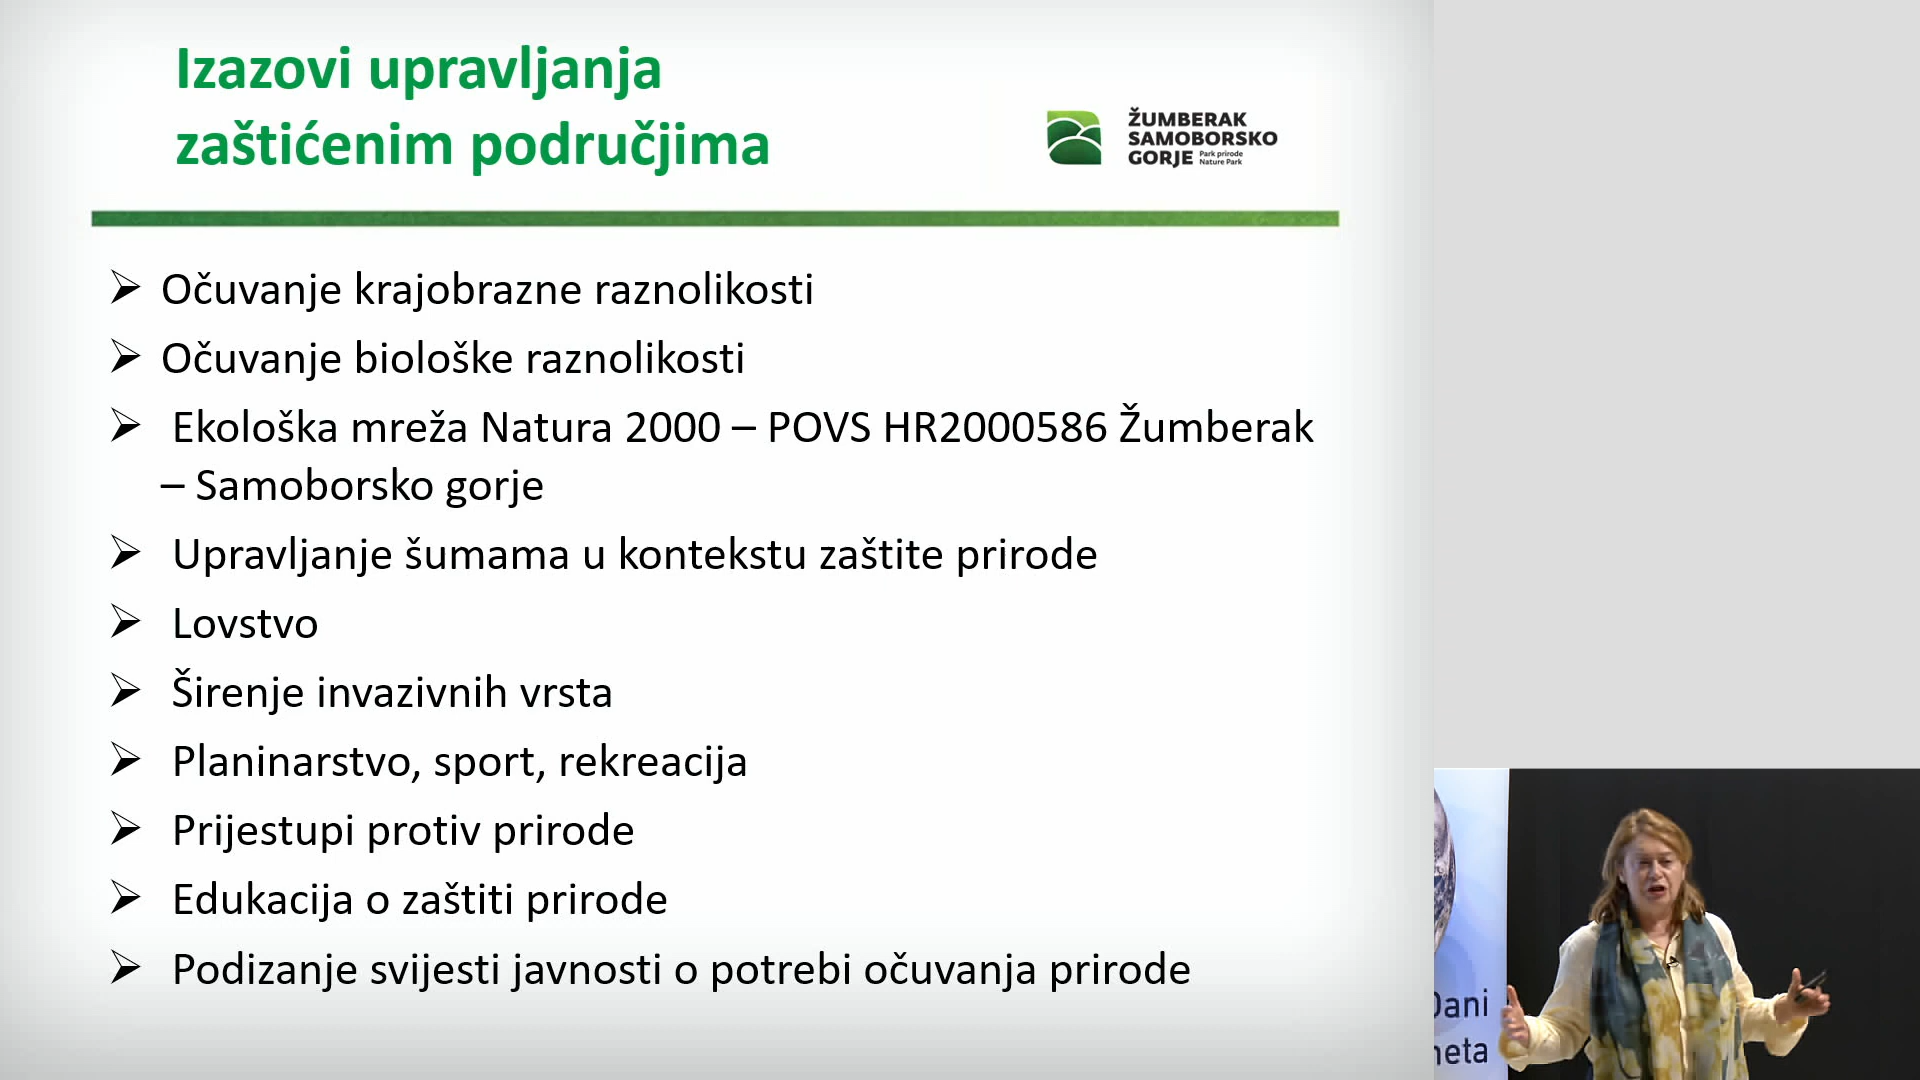 Izazovi upravljanja
zaštićenim područjima
ŽUMBERAK
SAMOBORSKO
GORJE Park prirode
Nature Park
➢ Očuvanje krajobrazne raznolikosti
➢ Očuvanje biološke raznolikosti
➢ Ekološka mreža Natura 2000 – POVS HR2000586 Žumberak
– Samoborsko gorje
➢ Upravljanje šumama u kontekstu zaštite prirode
➢ Lovstvo
➢ Širenje invazivnih vrsta
➢ Planinarstvo, sport, rekreacija
➢ Prijestupi protiv prirode
➢ Edukacija o zaštiti prirode
➢ Podizanje svijesti javnosti o potrebi očuvanja prirode
Dani